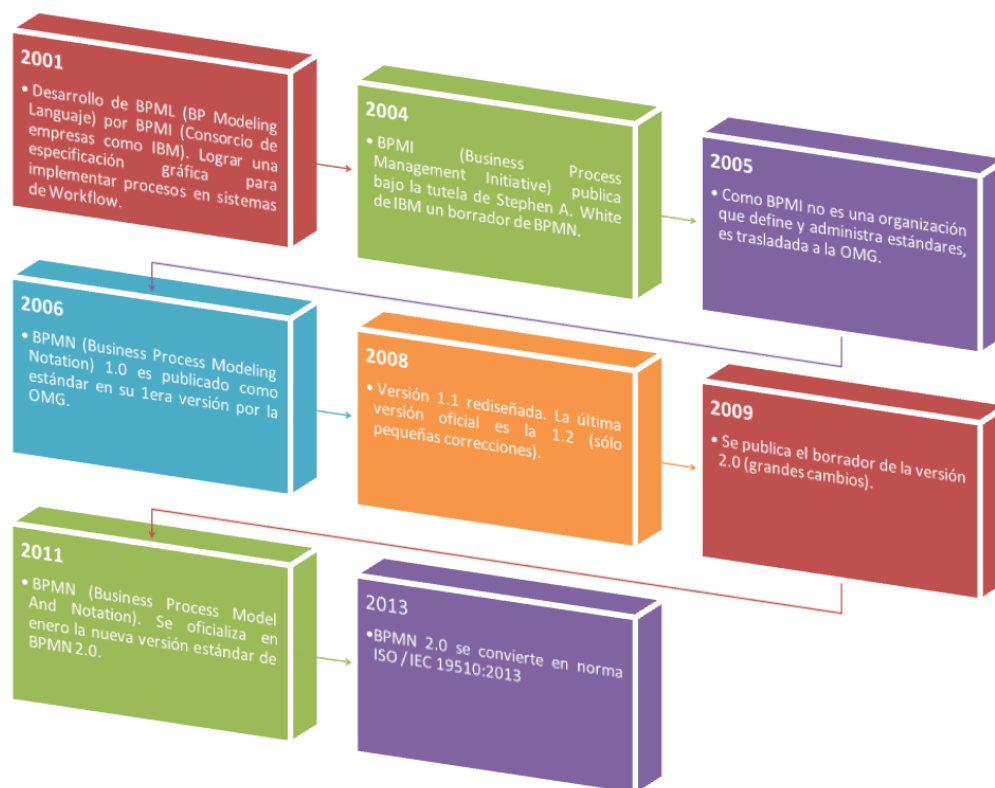 2001
• Desarrollo de BPML (BP Modeling
Languaje) por BPMI (Consorcio de
empresas como IBM). Lograr una
especificación gráfica para
implementar procesos en sistemas
de Workflow.
2004
• BPMI (Business Process
Management Initiative) publica
bajo la tutela de Stephen A. White
de IBM un borrador de BPMN.
2005
• Como BPMI no es una organización
que define y administra estándares,
es trasladada a la OMG.
2006
• BPMN (Business Process Modeling
Notation) 1.0 es publicado como
estándar en su 1era versión por la
OMG.
2008
• Versión 1.1 rediseñada. La última
versión oficial es la 1.2 (sólo
pequeñas correcciones).
2009
• Se publica el borrador de la versión
2.0 (grandes cambios).
2011
• BPMN (Business Process Model
And Notation). Se oficializa en
enero la nueva versión estándar de
BPMN 2.0.
2013
•BPMN 2.0 se convierte en norma
ISO / IEC 19510:2013